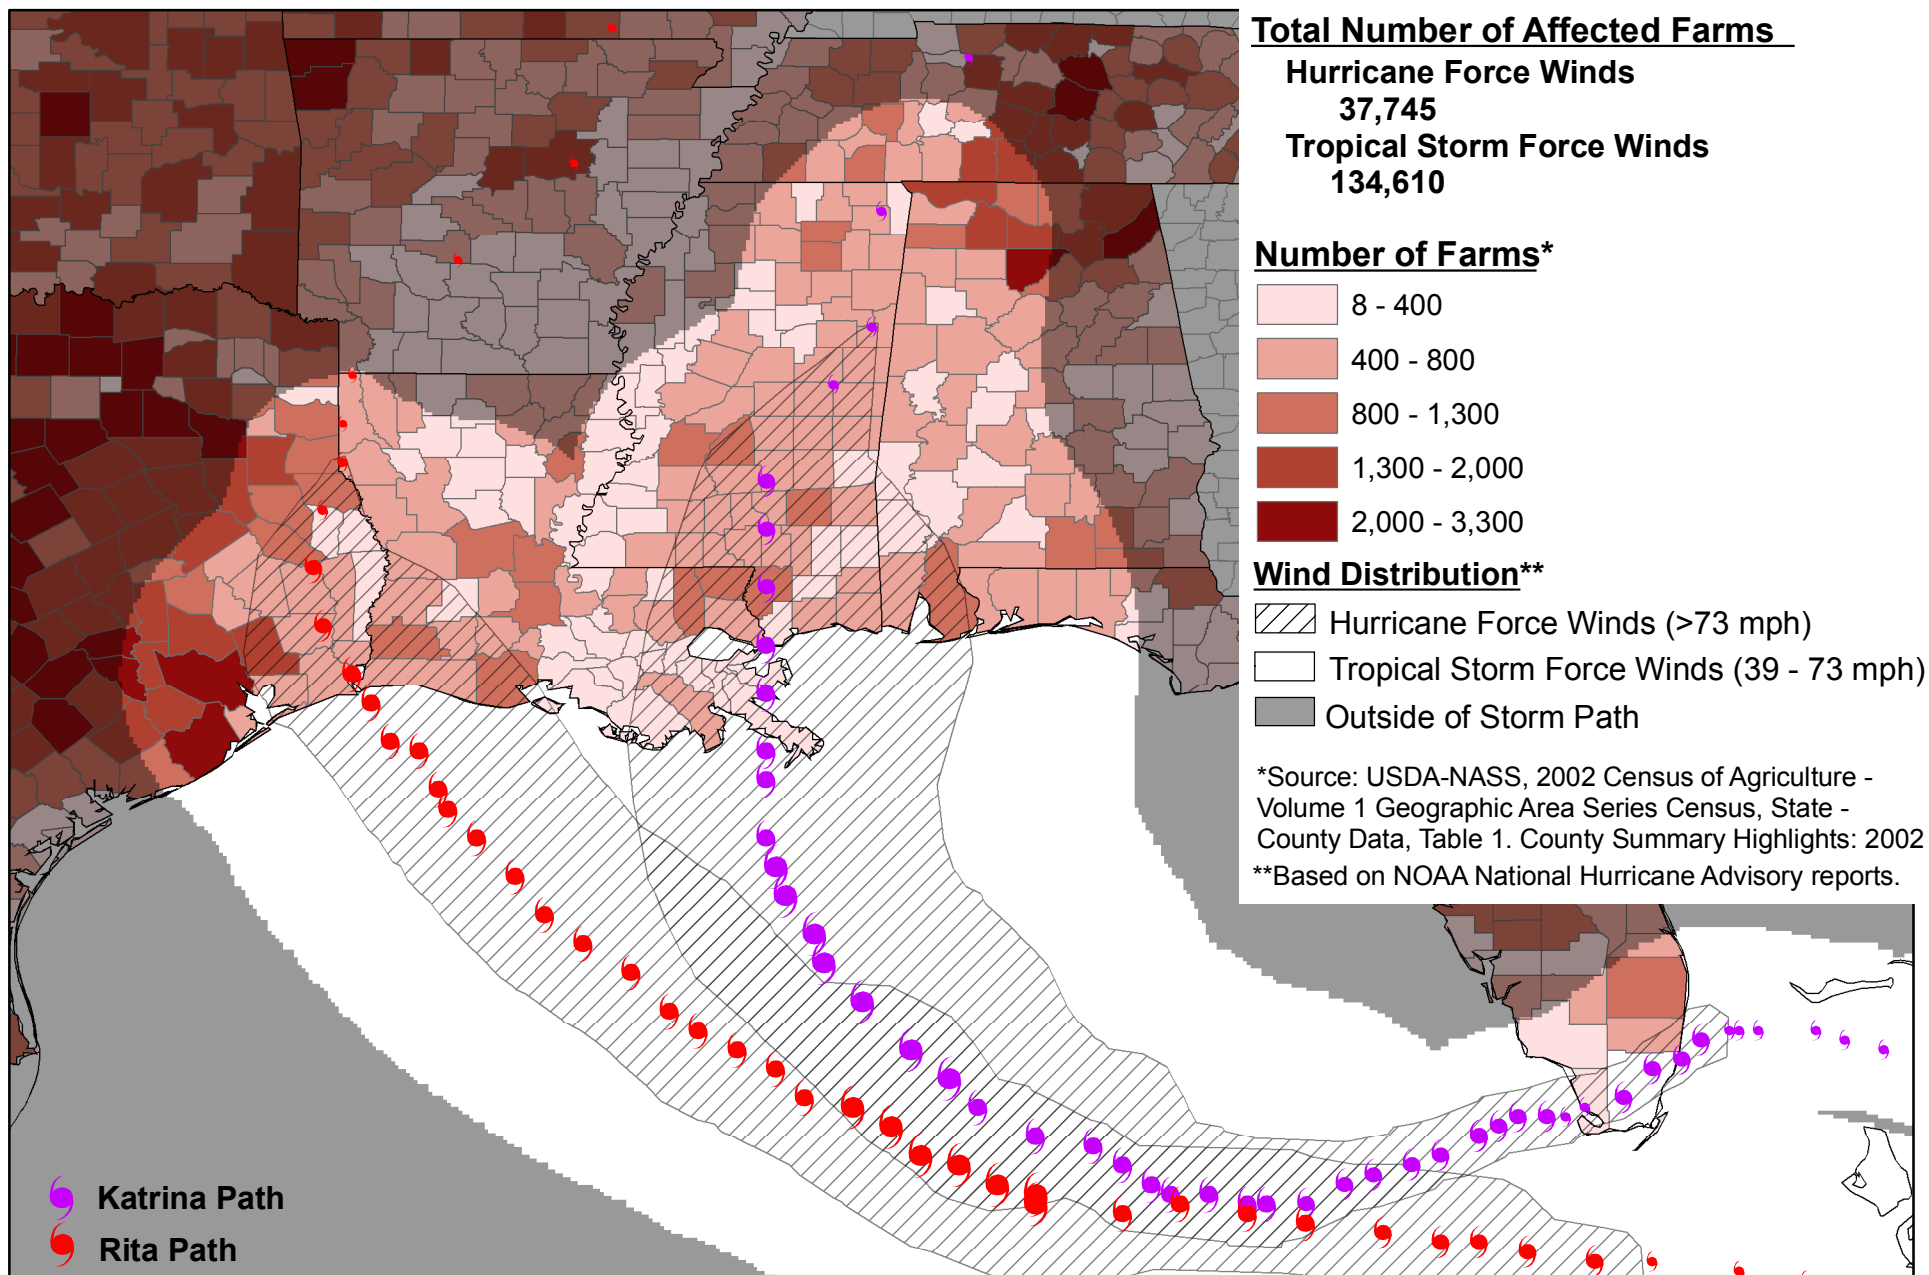 Total Number of Affected Farms
Hurricane Force Winds
37,745
Tropical Storm Force Winds
134,610
Number of Farms*
8 - 400
400 - 800
800 - 1,300
1,300 - 2,000
2,000 - 3,300
Wind Distribution**
Hurricane Force Winds (>73 mph)
Tropical Storm Force Winds (39 - 73 mph)
Outside of Storm Path
*Source: USDA-NASS, 2002 Census of Agriculture -
Volume 1 Geographic Area Series Census, State -
County Data, Table 1. County Summary Highlights: 2002
**Based on NOAA National Hurricane Advisory reports.
Katrina Path
Rita Path